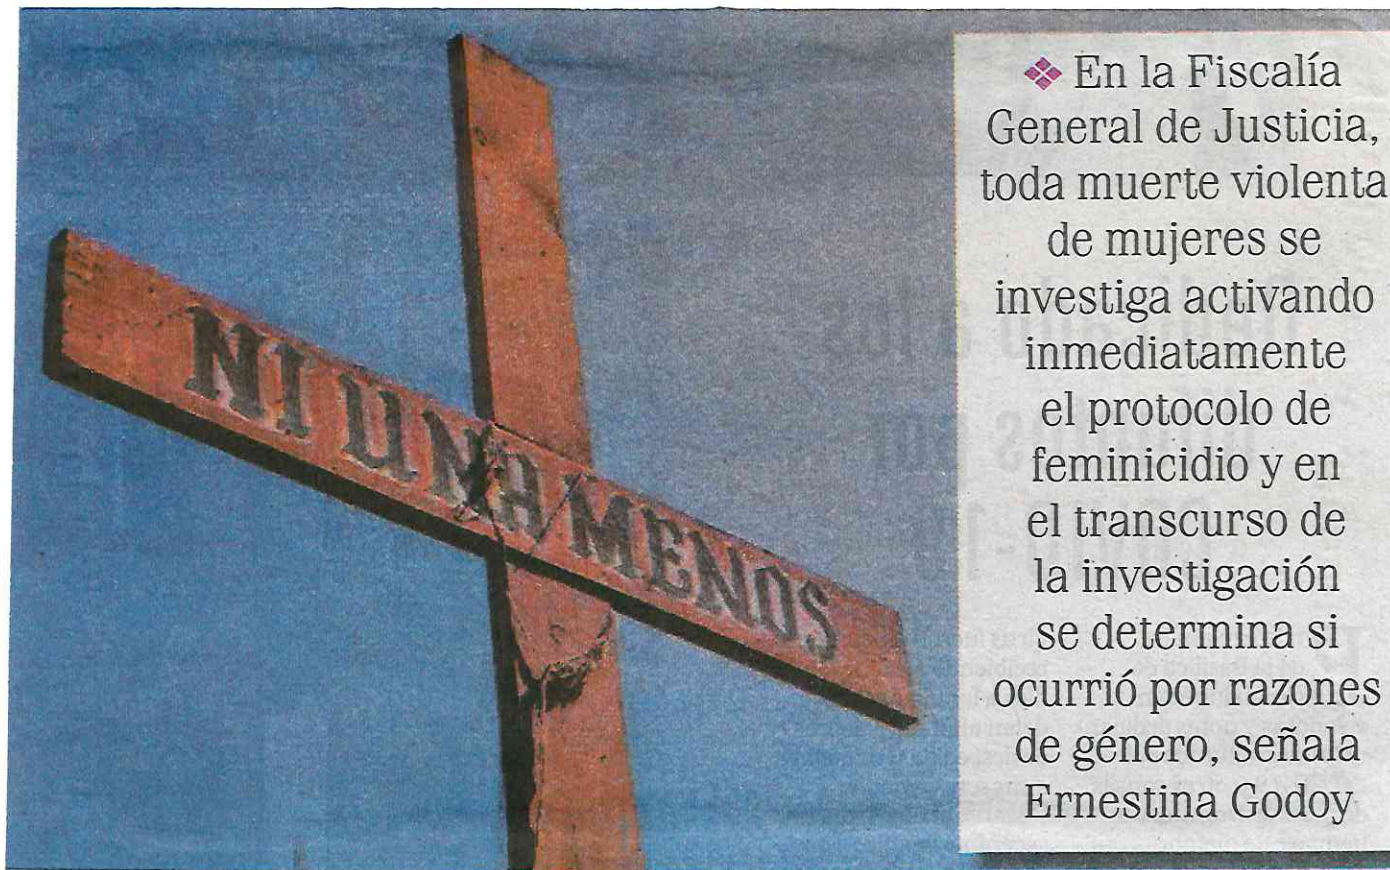 NI UNA MENOS
❖ En la Fiscalía
General de Justicia,
toda muerte violenta
de mujeres se
investiga activando
inmediatamente
el protocolo de
feminicidio y en
el transcurso de
la investigación
se determina si
ocurrió por razones
de género, señala
Ernestina Godoy